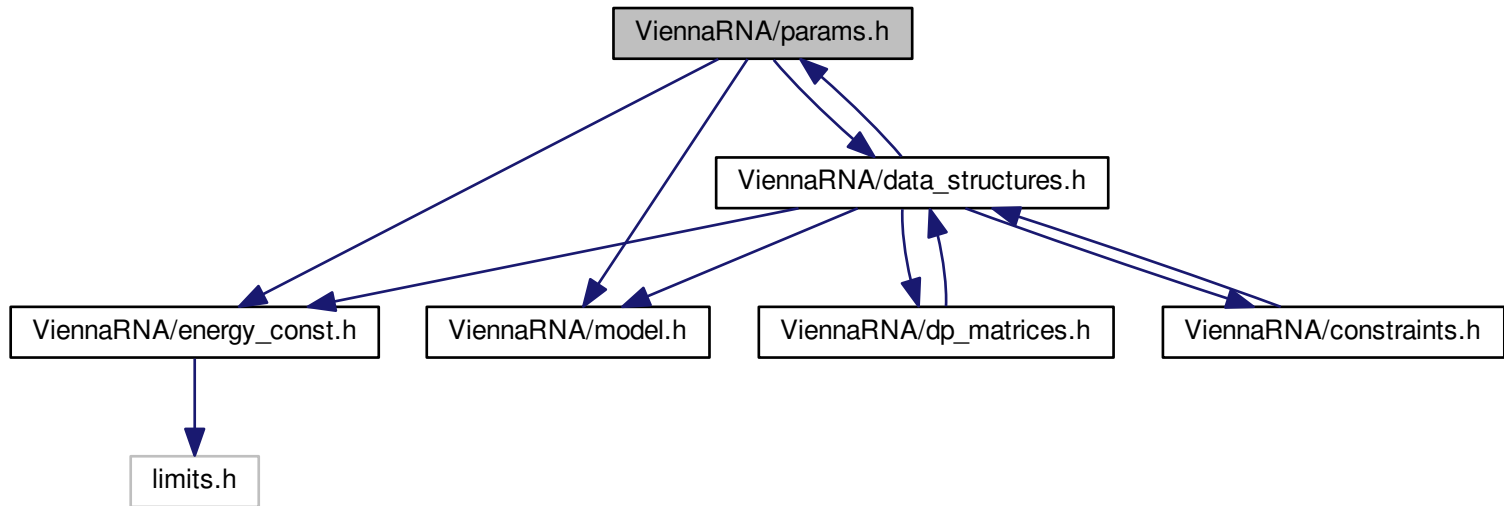 ViennaRNA/params.h
ViennaRNA/data_structures.h
ViennaRNA/energy_const.h
ViennaRNA/model.h
ViennaRNA/dp_matrices.h
ViennaRNA/constraints.h
limits.h